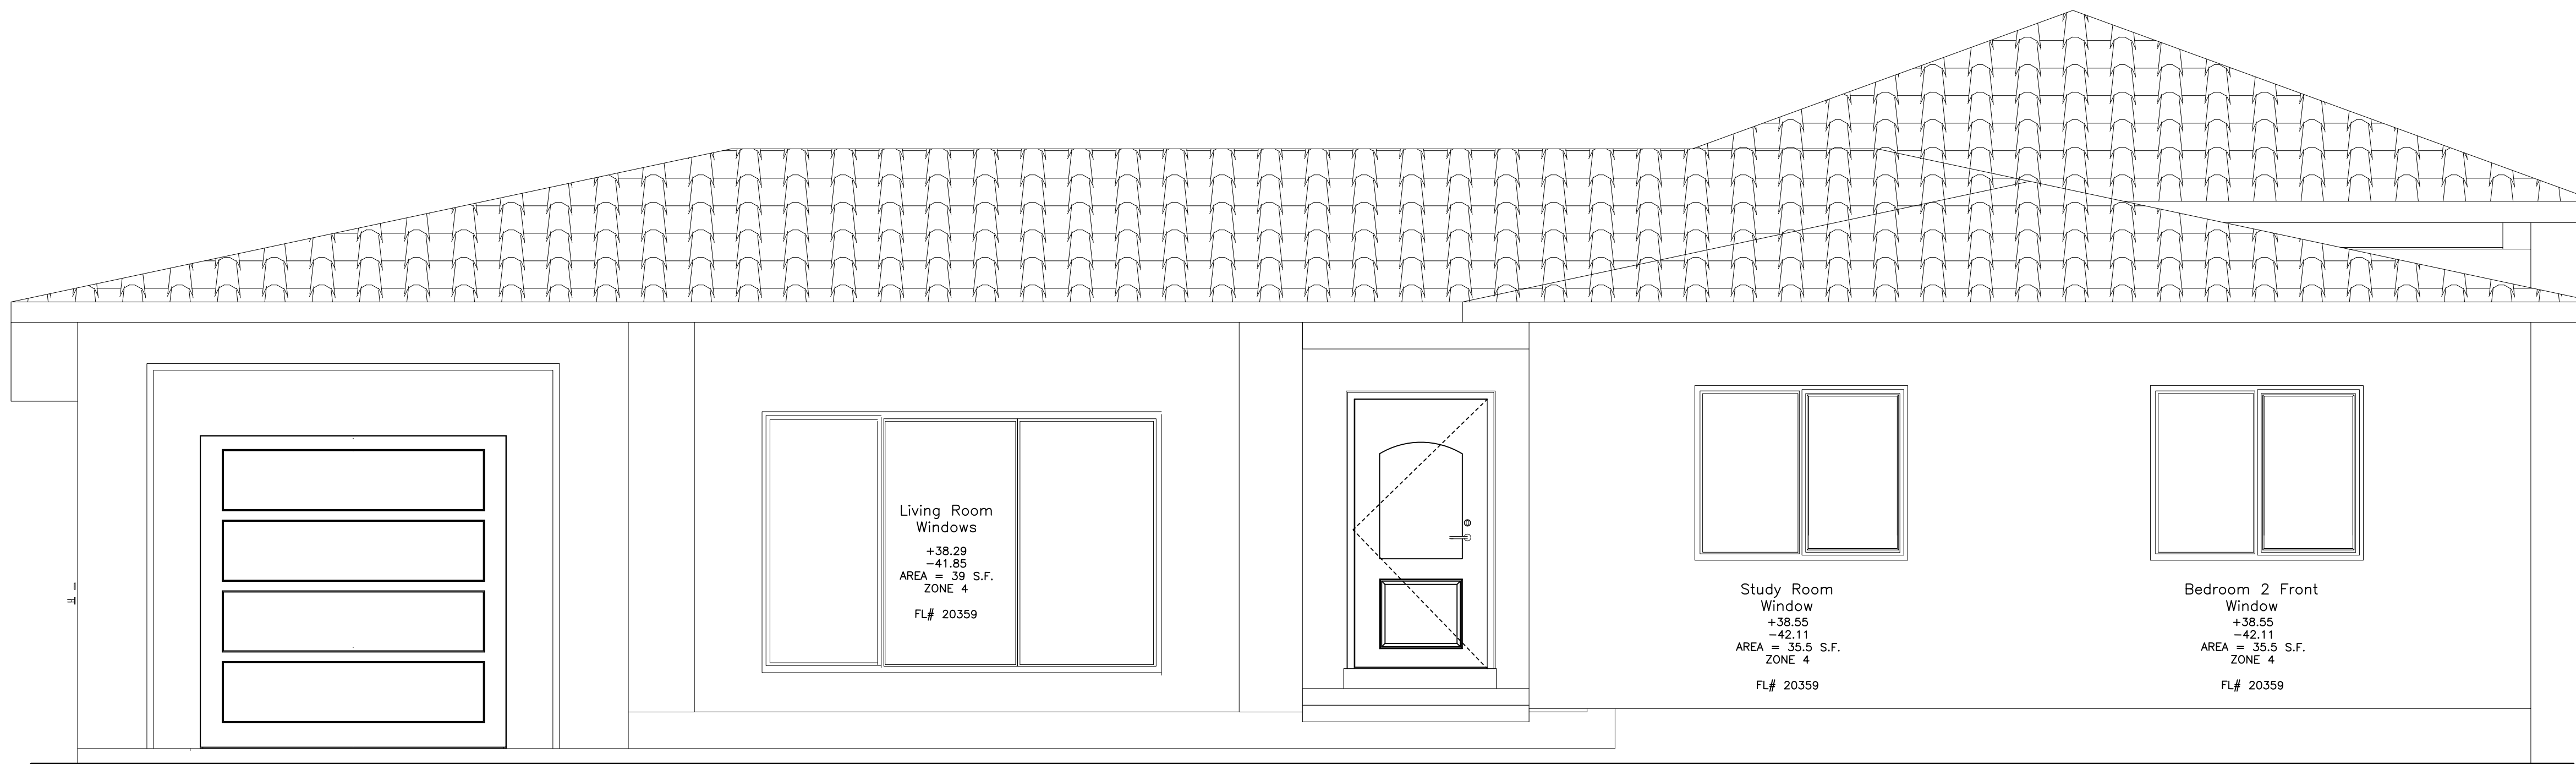 Living Room
Windows
+38.29
-41.85
AREA = 39 S.F.
ZONE 4
FL# 20359
Study Room
Window
+38.55
-42.11
AREA = 35.5 S.F.
ZONE 4
FL# 20359
Bedroom 2 Front
Window
+38.55
-42.11
AREA = 35.5 S.F.
ZONE 4
FL# 20359